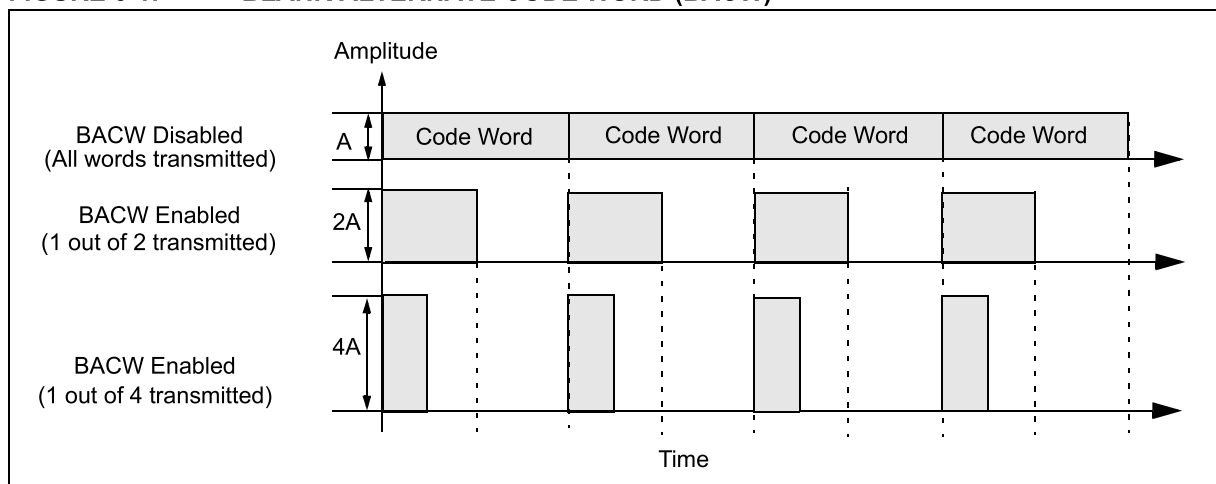 Amplitude
BACW Disabled
(All words transmitted)
A
Code Word
Code Word
Code Word
Code Word
BACW Enabled
(1 out of 2 transmitted)
2A
BACW Enabled
(1 out of 4 transmitted)
4A
Time